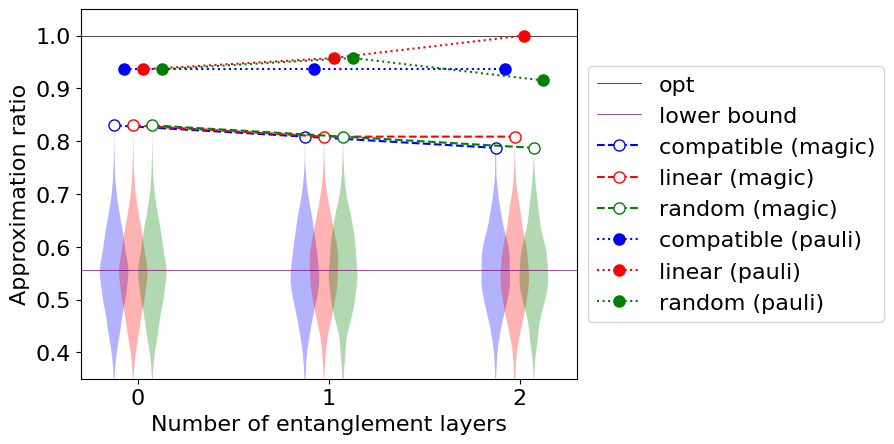 1.0
0.9
0.8
0.7
0.6
0.5
0.4
Approximation ratio
0
1
2
Number of entanglement layers
opt
lower bound
compatible (magic)
linear (magic)
random (magic)
compatible (pauli)
linear (pauli)
random (pauli)